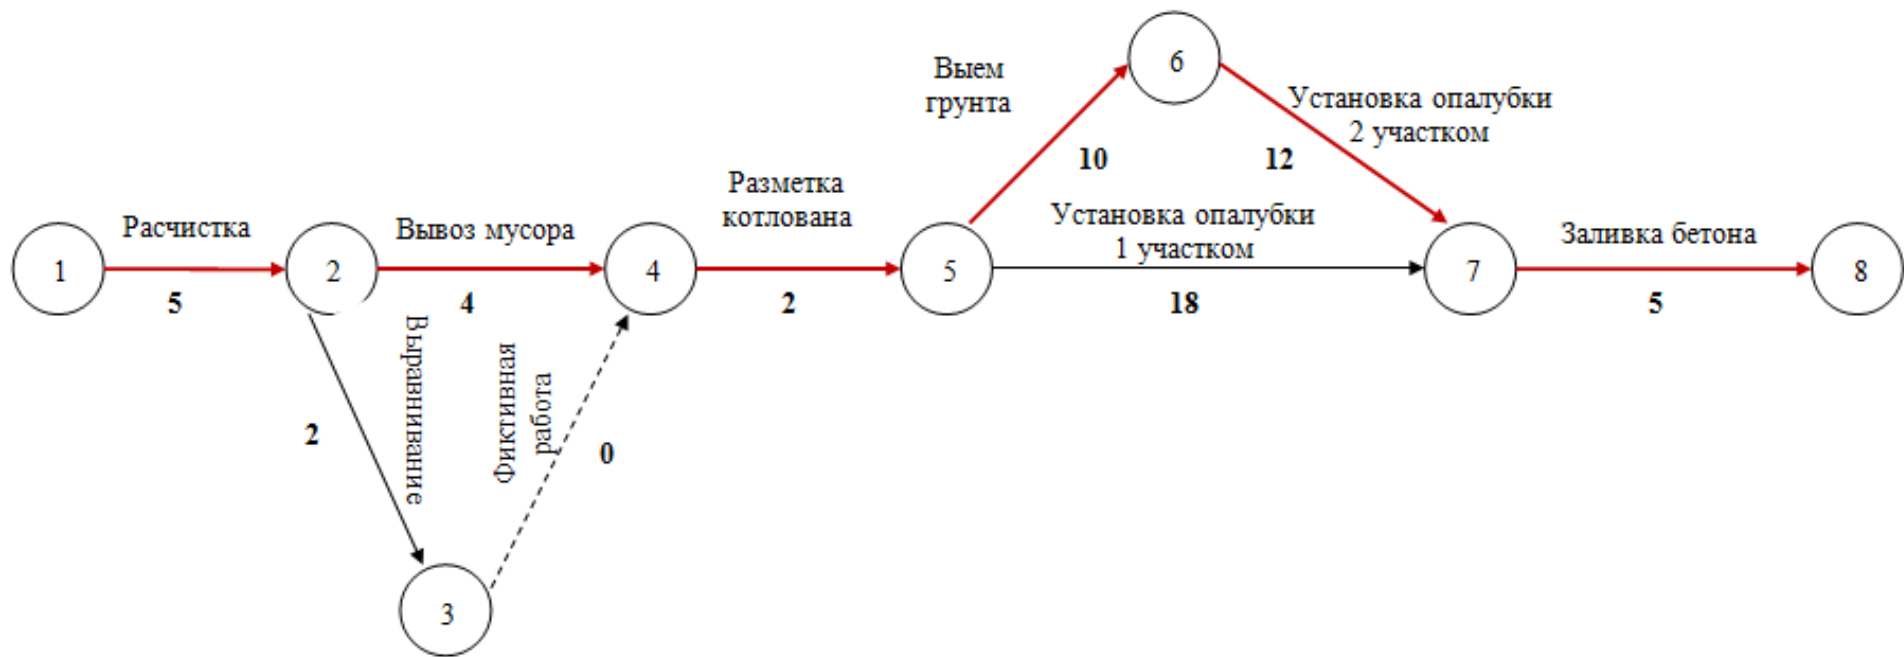 Выем
грунта
6
Установка опалубки
2 участком
10
12
Разметка
котлована
Расчистка
Вывоз мусора
Установка опалубки
1 участком
Заливка бетона
1
2
4
5
7
8
5
4
2
18
5
Выравнивание
Фиктивная
работа
2
0
3